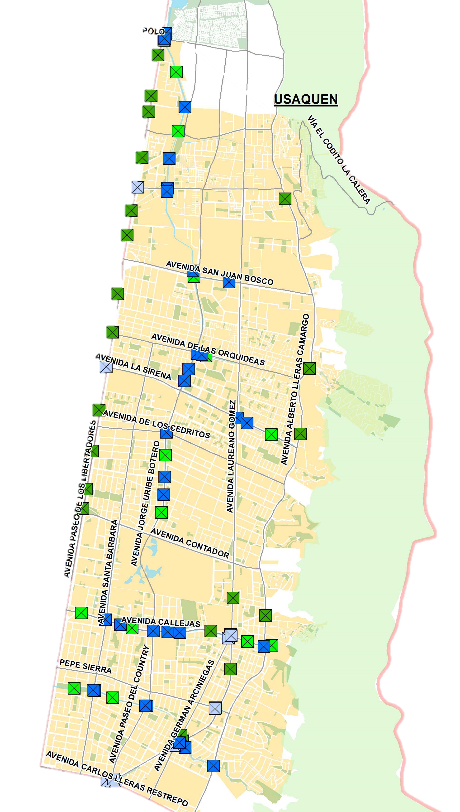 POLO
USAQUEN
VÍA EL CODITO LA CALERA
AVENIDA SAN JUAN BOSCO
AVENIDA DE LAS ORQUIDEAS
AVENIDA LA SIRENA
AVENIDA ALBERTO LLERAS CAMARGO
AVENIDA DE LOS CEDRITOS
AVENIDA LAUREANO GOMEZ
AVENIDA PASEO DE LOS LIBERTADORES
AVENIDA JORGE URIBE BOTERO
AVENIDA SANTA BARBARA
AVENIDA CONTADOR
AVENIDA CALLEJAS
PEPE SIERRA
AVENIDA PASEO DEL COUNTRY
AVENIDA GERMAN ARCINIEGAS
AVENIDA CARLOS LLERAS RESTREPO